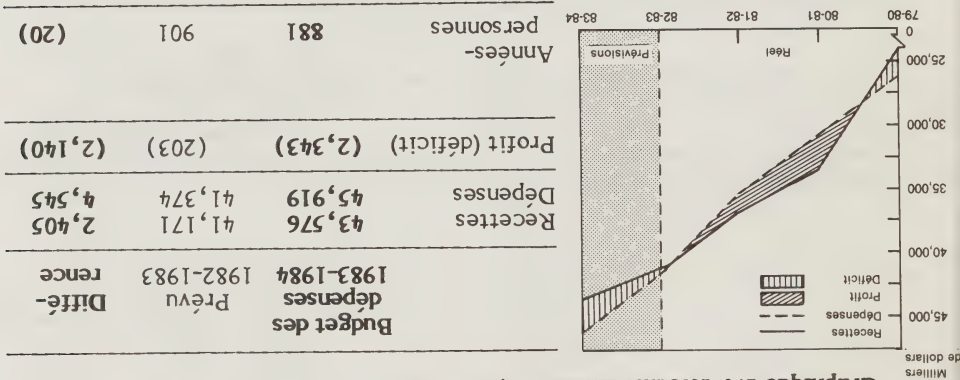 Graphique
Milliers
de dollars
45,000
40,000
35,000
30,000
25,000
0
Recettes
Dépenses
Profit
Déficit
Réel
Prévisions
79-80 80-81 81-82 82-83 83-84
Budget des
dépenses
1983-1984
Prévu
1982-1983
Diffé-
rence
Recettes 43,576 41,171 2,405
Dépenses 45,919 41,374 4,545
Profit (déficit) (2,343) (203) (2,140)
Années-
personnes 881 901 (20)